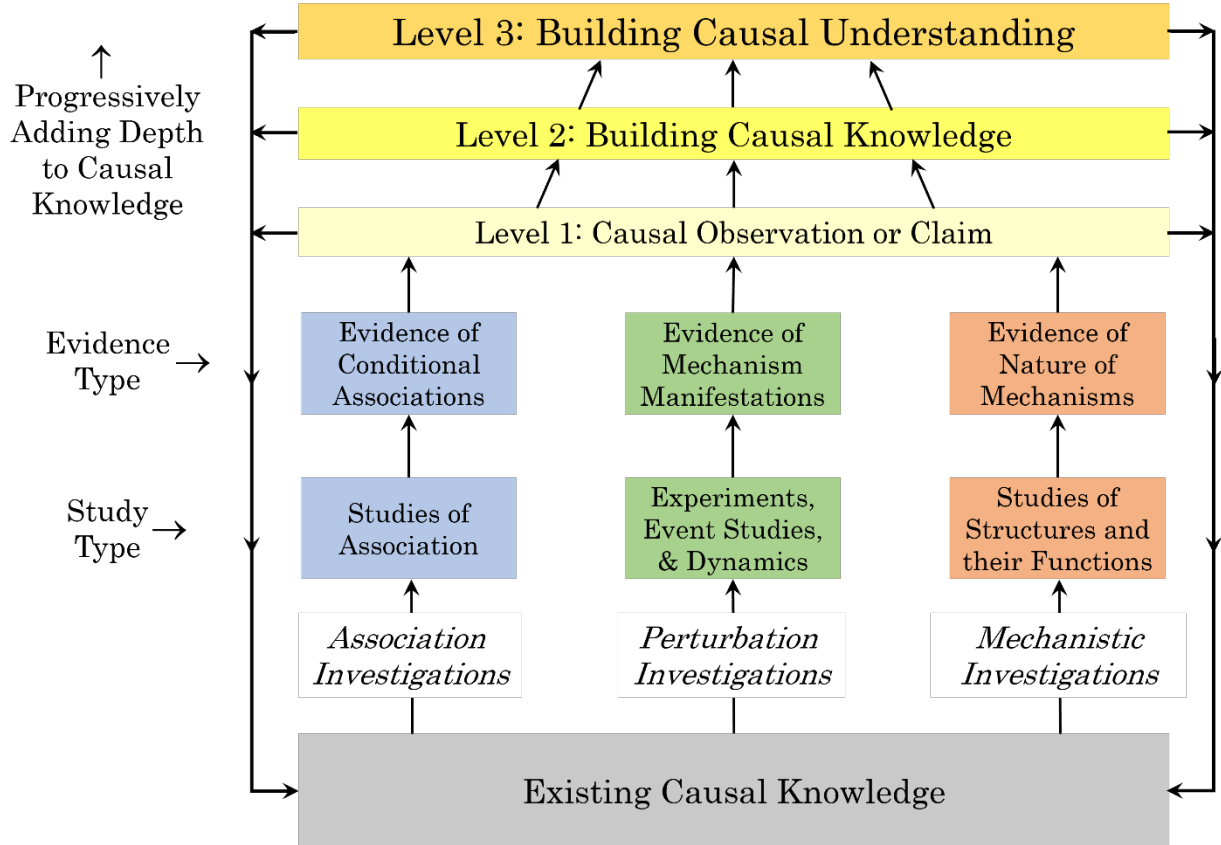 Level 3: Building Causal Understanding
↑
Progressively
Adding Depth
to Causal
Knowledge
Level 2: Building Causal Knowledge
Level 1: Causal Observation or Claim
Evidence
Type →
Evidence of
Conditional
Associations
Evidence of
Mechanism
Manifestations
Evidence of
Nature of
Mechanisms
Study
Type →
Studies of
Association
Experiments,
Event Studies,
& Dynamics
Studies of
Structures and
their Functions
Association
Investigations
Perturbation
Investigations
Mechanistic
Investigations
Existing Causal Knowledge